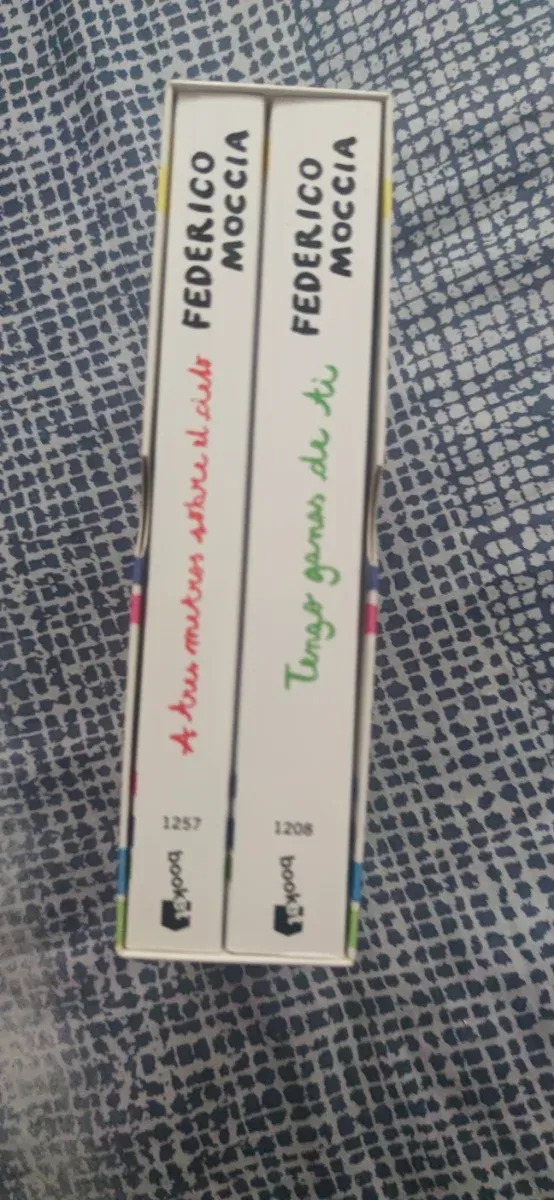 FEDERICO
MOCCIA
A tres metros sobre el cielo
1257
booket
FEDERICO
MOCCIA
Tengo ganas de ti
1208
booket